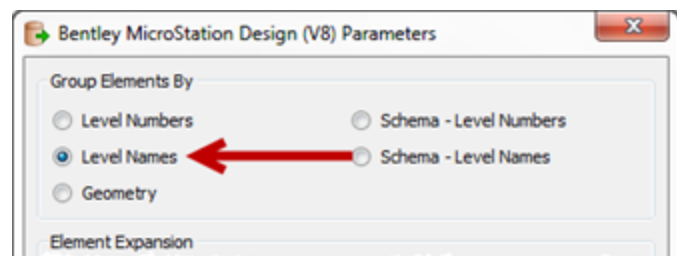 Bentley MicroStation Design (V8) Parameters
Group Elements By
Level Numbers
Schema - Level Numbers
Level Names
Schema - Level Names
Geometry
Element Expansion